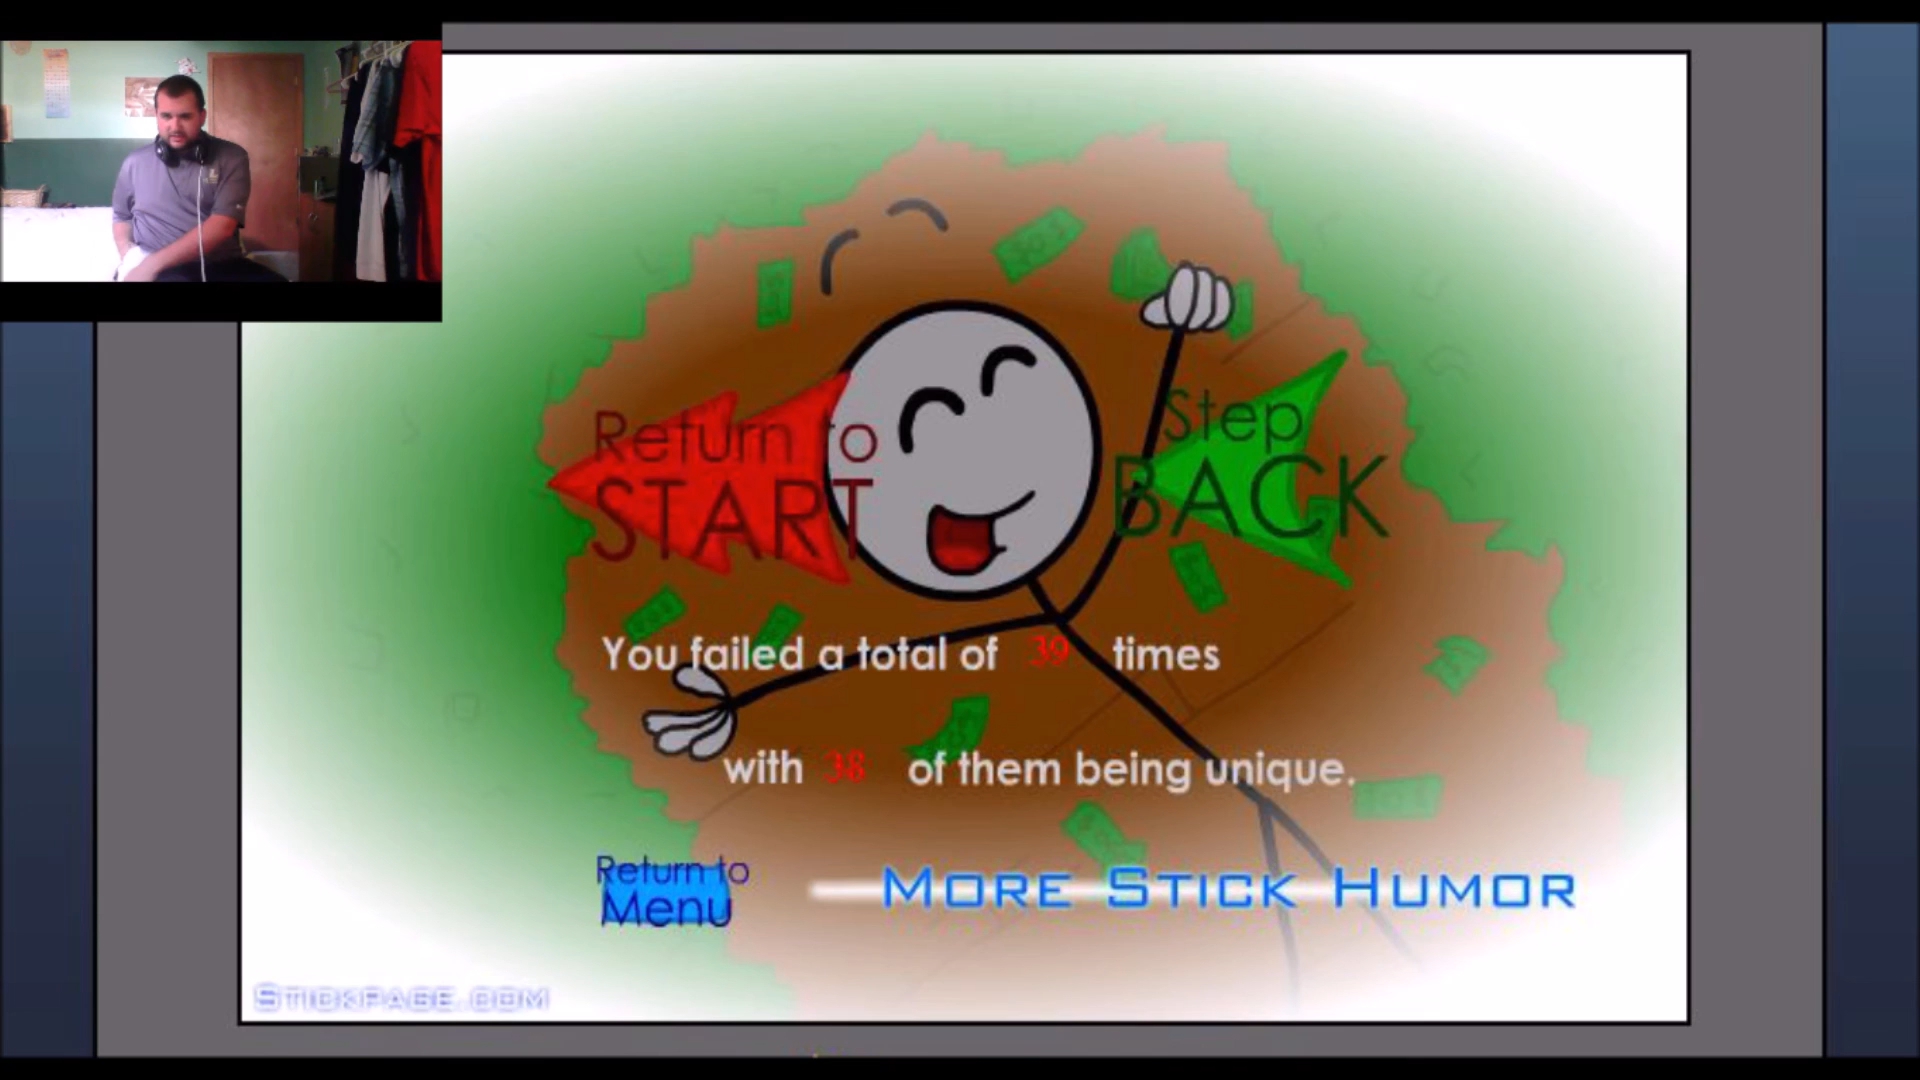 Return to
START
Step
BACK
You failed a total of 39 times
with 38 of them being unique.
Return to
Menu
MORE STICK HUMOR
STICKPAGE.COM